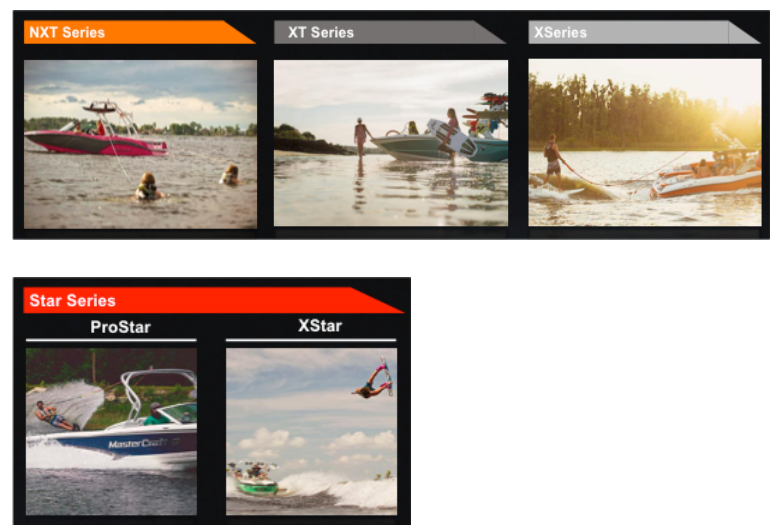 NXT Series
XT Series
XSeries
Star Series
ProStar
XStar
MasterCraft